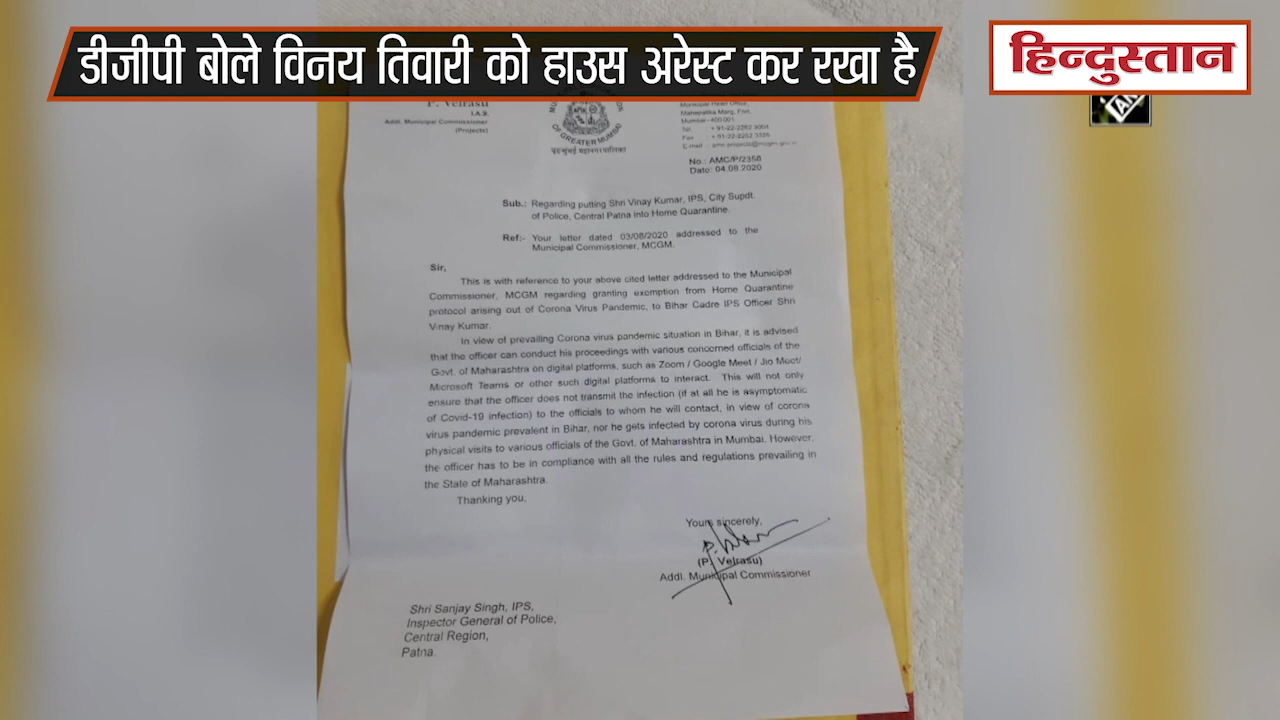 डीजीपी बोले विनय तिवारी को हाउस अरेस्ट कर रखा है
हिन्दुस्तान
ANI
P. Velrasu
I.A.S.
Addl. Municipal Commissioner
(Projects)
OF GREATER MUMBAI
बृहन्मुंबई महानगरपालिका
Municipal Head Office,
Mahapalika Marg, Fort,
Mumbai-400 001
Tel. : + 91-22-2262
Fax : + 91-22-2262
No.: AMC/P/2358
Date: 04.08.2020
Sub.: Regarding putting Shri Vinay Kumar, IPS, City Supdt.
of Police, Central Patna into Home Quarantine.
Ref:- Your letter dated 03/08/2020 addressed to the
Municipal Commissioner, MCGM.
Sir,
This is with reference to your above cited letter addressed to the Municipal
Commissioner, MCGM regarding granting exemption from Home Quarantine
protocol arising out of Corona Virus Pandemic, to Bihar Cadre IPS Officer Shri
Vinay Kumar.
In view of prevailing Corona virus pandemic situation in Bihar, it is advised
that the officer can conduct his proceedings with various concerned officials of the
Govt. of Maharashtra on digital platforms, such as Zoom / Google Meet / Jio Meet/
Microsoft Teams or other such digital platforms to interact. This will not only
ensure that the officer does not transmit the infection (if at all he is asymptomatic
of Covid-19 infection) to the officials to whom he will contact, in view of corona
virus pandemic prevalent in Bihar, nor he gets infected by corona virus during his
physical visits to various officials of the Govt. of Maharashtra in Mumbai. However,
the officer has to be in compliance with all the rules and regulations prevailing in
the State of Maharashtra.
Thanking you,
Yours sincerely,
(P. Velrasu)
Addl. Municipal Commissioner
Shri Sanjay Singh, IPS,
Inspector General of Police,
Central Region,
Patna.